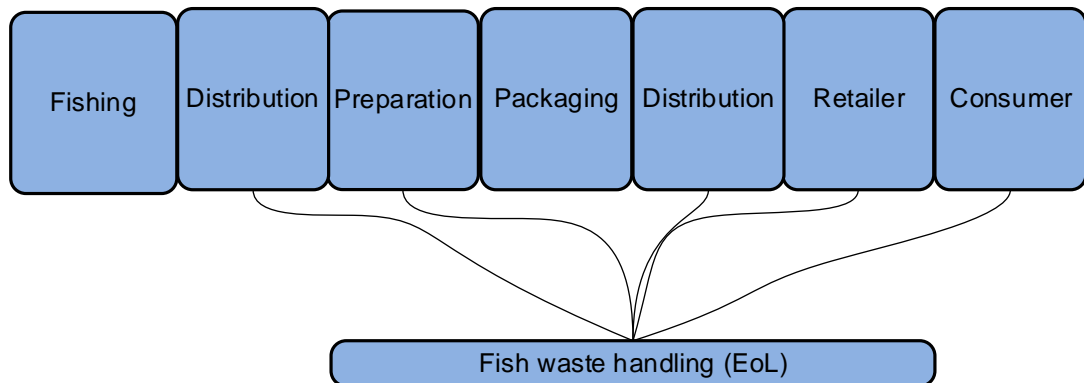 Fishing
Distribution
Preparation
Packaging
Distribution
Retailer
Consumer
Fish waste handling (EoL)